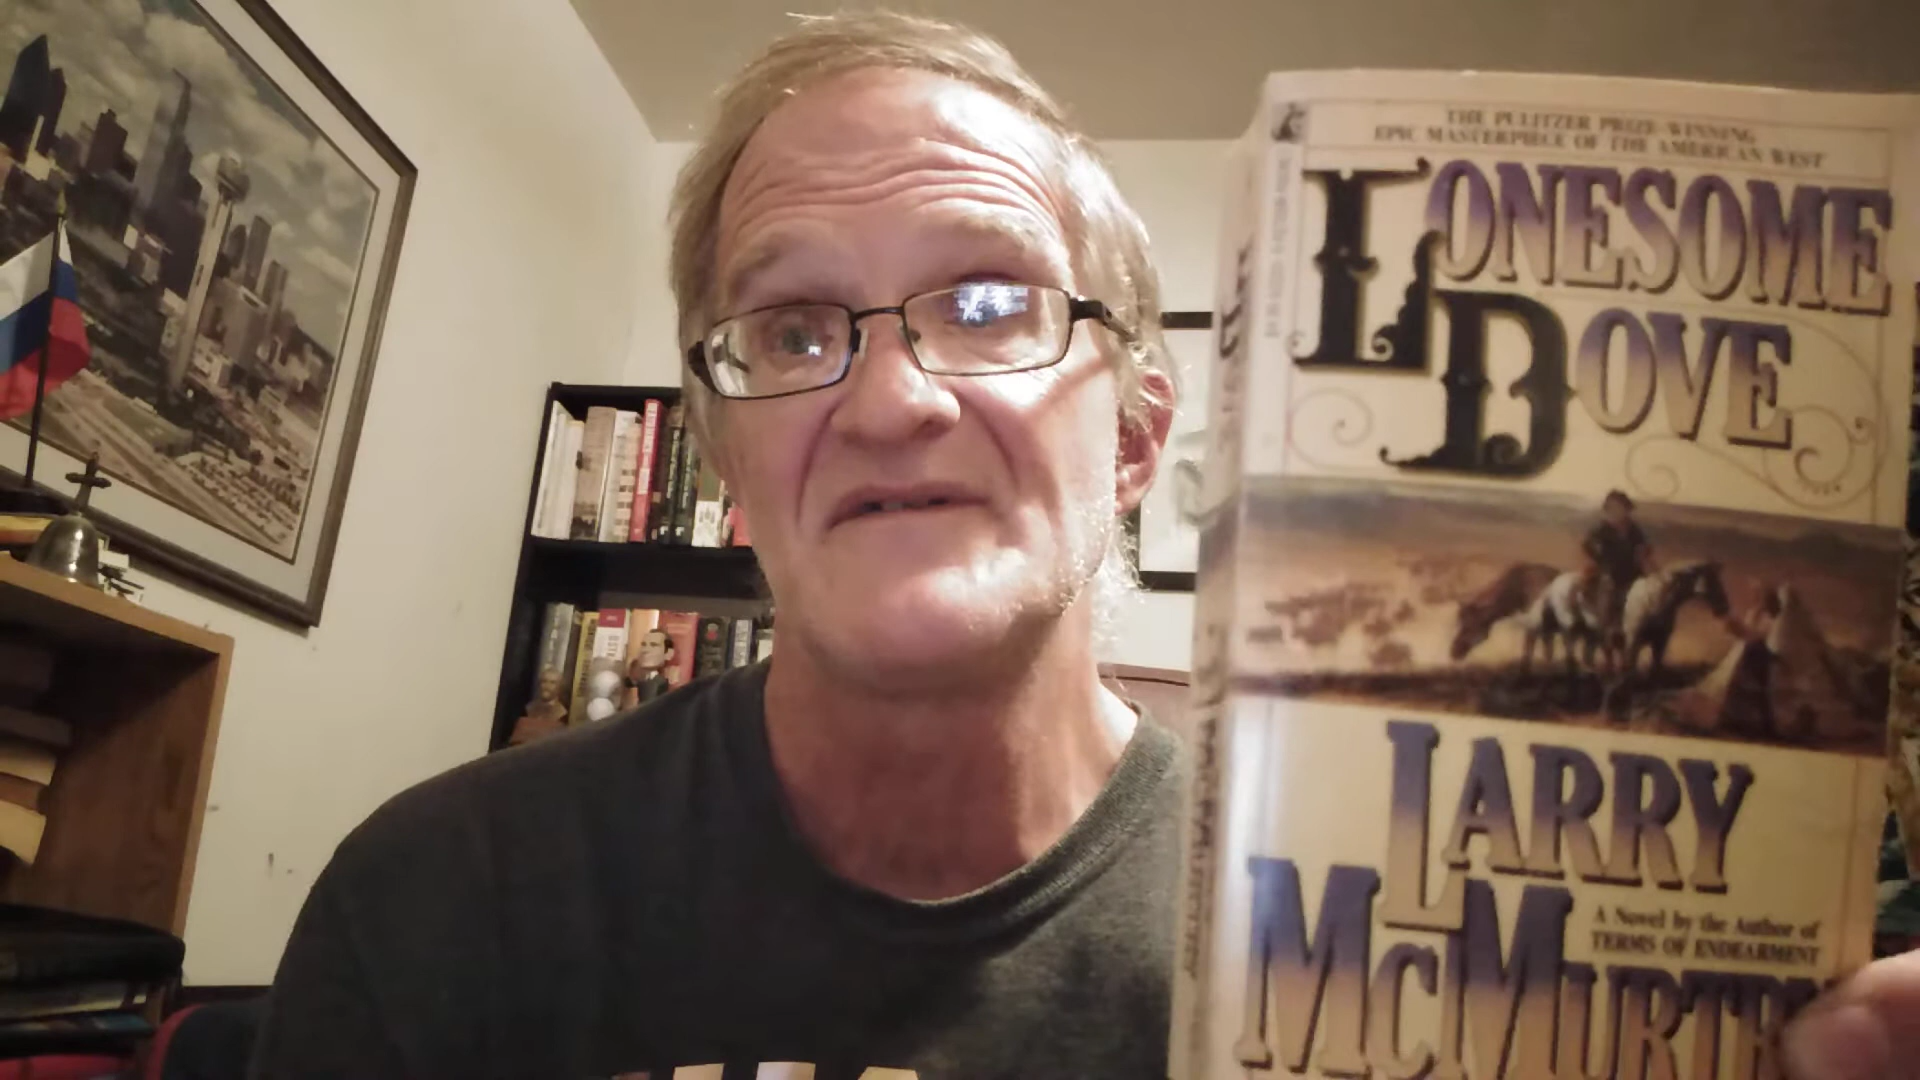 THE PULITZER PRIZE-WINNING
EPIC MASTERPIECE OF THE AMERICAN WEST
LONESOME
DOVE
LARRY
McMURTRY
A Novel by the Author of
TERMS OF ENDEARMENT